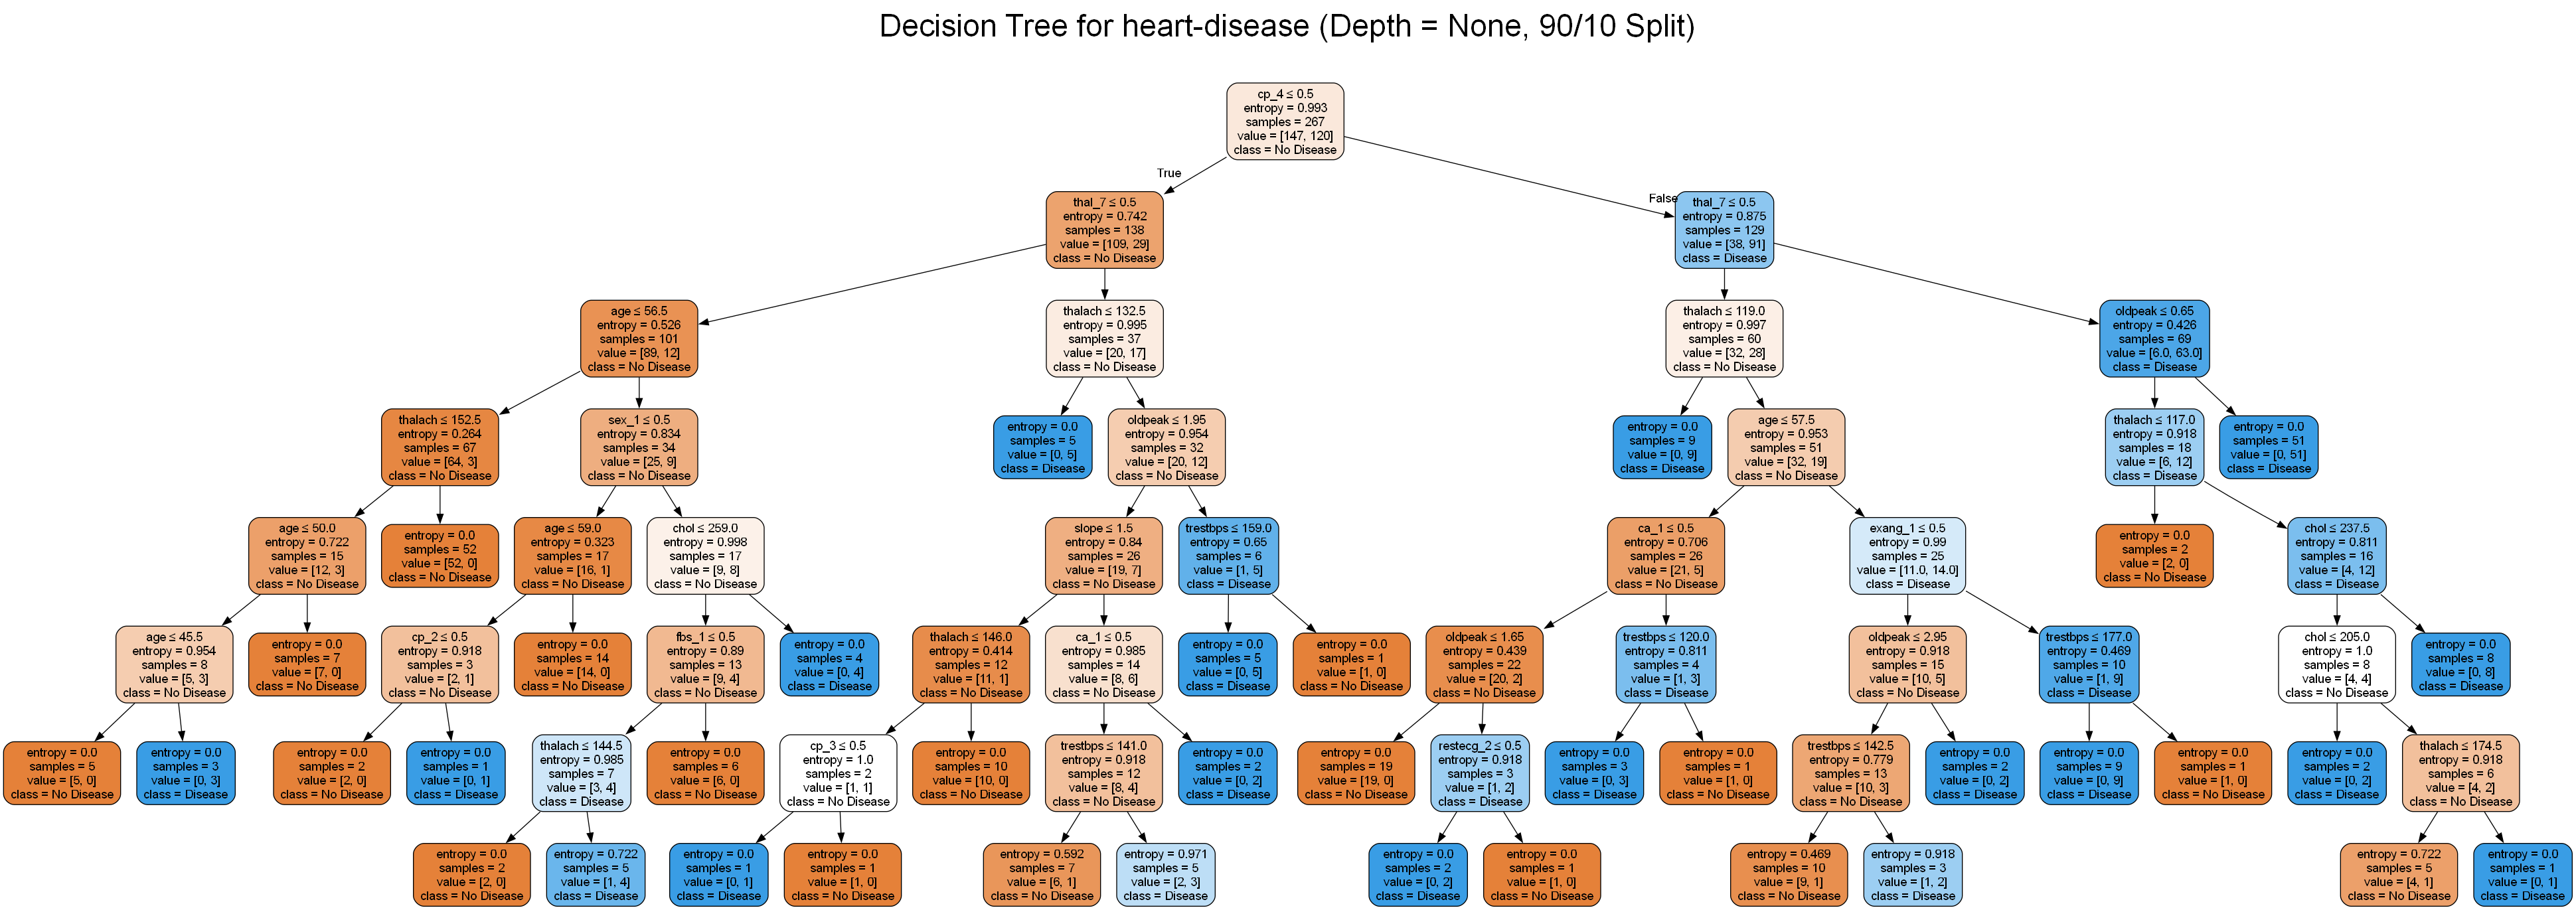 Decision Tree for heart-disease (Depth = None, 90/10 Split)
cp_4 ≤ 0.5
entropy = 0.993
samples = 267
value = [147, 120]
class = No Disease
True
False
thal_7 ≤ 0.5
entropy = 0.742
samples = 138
value = [109, 29]
class = No Disease
thal_7 ≤ 0.5
entropy = 0.875
samples = 129
value = [38, 91]
class = Disease
age ≤ 56.5
entropy = 0.526
samples = 101
value = [89, 12]
class = No Disease
thalach ≤ 132.5
entropy = 0.995
samples = 37
value = [20, 17]
class = No Disease
thalach ≤ 119.0
entropy = 0.997
samples = 60
value = [32, 28]
class = No Disease
oldpeak ≤ 0.65
entropy = 0.426
samples = 69
value = [6.0, 63.0]
class = Disease
thalach ≤ 152.5
entropy = 0.264
samples = 67
value = [64, 3]
class = No Disease
sex_1 ≤ 0.5
entropy = 0.834
samples = 34
value = [25, 9]
class = No Disease
entropy = 0.0
samples = 5
value = [0, 5]
class = Disease
oldpeak ≤ 1.95
entropy = 0.954
samples = 32
value = [20, 12]
class = No Disease
entropy = 0.0
samples = 9
value = [0, 9]
class = Disease
age ≤ 57.5
entropy = 0.953
samples = 51
value = [32, 19]
class = No Disease
thalach ≤ 117.0
entropy = 0.918
samples = 18
value = [6, 12]
class = Disease
entropy = 0.0
samples = 51
value = [0, 51]
class = Disease
age ≤ 50.0
entropy = 0.722
samples = 15
value = [12, 3]
class = No Disease
entropy = 0.0
samples = 52
value = [52, 0]
class = No Disease
age ≤ 59.0
entropy = 0.323
samples = 17
value = [16, 1]
class = No Disease
chol ≤ 259.0
entropy = 0.998
samples = 17
value = [9, 8]
class = No Disease
slope ≤ 1.5
entropy = 0.84
samples = 26
value = [19, 7]
class = No Disease
trestbps ≤ 159.0
entropy = 0.65
samples = 6
value = [1, 5]
class = Disease
ca_1 ≤ 0.5
entropy = 0.706
samples = 26
value = [21, 5]
class = No Disease
exang_1 ≤ 0.5
entropy = 0.99
samples = 25
value = [11.0, 14.0]
class = Disease
entropy = 0.0
samples = 2
value = [2, 0]
class = No Disease
chol ≤ 237.5
entropy = 0.811
samples = 16
value = [4, 12]
class = Disease
age ≤ 45.5
entropy = 0.954
samples = 8
value = [5, 3]
class = No Disease
entropy = 0.0
samples = 7
value = [7, 0]
class = No Disease
cp_2 ≤ 0.5
entropy = 0.918
samples = 3
value = [2, 1]
class = No Disease
entropy = 0.0
samples = 14
value = [14, 0]
class = No Disease
fbs_1 ≤ 0.5
entropy = 0.89
samples = 13
value = [9, 4]
class = No Disease
entropy = 0.0
samples = 4
value = [0, 4]
class = Disease
thalach ≤ 146.0
entropy = 0.414
samples = 12
value = [11, 1]
class = No Disease
ca_1 ≤ 0.5
entropy = 0.985
samples = 14
value = [8, 6]
class = No Disease
entropy = 0.0
samples = 5
value = [0, 5]
class = Disease
entropy = 0.0
samples = 1
value = [1, 0]
class = No Disease
oldpeak ≤ 1.65
entropy = 0.439
samples = 22
value = [20, 2]
class = No Disease
trestbps ≤ 120.0
entropy = 0.811
samples = 4
value = [1, 3]
class = Disease
oldpeak ≤ 2.95
entropy = 0.918
samples = 15
value = [10, 5]
class = No Disease
trestbps ≤ 177.0
entropy = 0.469
samples = 10
value = [1, 9]
class = Disease
chol ≤ 205.0
entropy = 1.0
samples = 8
value = [4, 4]
class = No Disease
entropy = 0.0
samples = 8
value = [0, 8]
class = Disease
entropy = 0.0
samples = 5
value = [5, 0]
class = No Disease
entropy = 0.0
samples = 3
value = [0, 3]
class = Disease
entropy = 0.0
samples = 2
value = [2, 0]
class = No Disease
entropy = 0.0
samples = 1
value = [0, 1]
class = Disease
thalach ≤ 144.5
entropy = 0.985
samples = 7
value = [3, 4]
class = Disease
entropy = 0.0
samples = 6
value = [6, 0]
class = No Disease
cp_3 ≤ 0.5
entropy = 1.0
samples = 2
value = [1, 1]
class = No Disease
entropy = 0.0
samples = 10
value = [10, 0]
class = No Disease
trestbps ≤ 141.0
entropy = 0.918
samples = 12
value = [8, 4]
class = No Disease
entropy = 0.0
samples = 2
value = [0, 2]
class = Disease
entropy = 0.0
samples = 19
value = [19, 0]
class = No Disease
restecg_2 ≤ 0.5
entropy = 0.918
samples = 3
value = [1, 2]
class = Disease
entropy = 0.0
samples = 3
value = [0, 3]
class = Disease
entropy = 0.0
samples = 1
value = [1, 0]
class = No Disease
trestbps ≤ 142.5
entropy = 0.779
samples = 13
value = [10, 3]
class = No Disease
entropy = 0.0
samples = 2
value = [0, 2]
class = Disease
entropy = 0.0
samples = 9
value = [0, 9]
class = Disease
entropy = 0.0
samples = 1
value = [1, 0]
class = No Disease
entropy = 0.0
samples = 2
value = [0, 2]
class = Disease
thalach ≤ 174.5
entropy = 0.918
samples = 6
value = [4, 2]
class = No Disease
entropy = 0.0
samples = 2
value = [2, 0]
class = No Disease
entropy = 0.722
samples = 5
value = [1, 4]
class = Disease
entropy = 0.0
samples = 1
value = [0, 1]
class = Disease
entropy = 0.0
samples = 1
value = [1, 0]
class = No Disease
entropy = 0.592
samples = 7
value = [6, 1]
class = No Disease
entropy = 0.971
samples = 5
value = [2, 3]
class = Disease
entropy = 0.0
samples = 2
value = [0, 2]
class = Disease
entropy = 0.0
samples = 1
value = [1, 0]
class = No Disease
entropy = 0.469
samples = 10
value = [9, 1]
class = No Disease
entropy = 0.918
samples = 3
value = [1, 2]
class = Disease
entropy = 0.722
samples = 5
value = [4, 1]
class = No Disease
entropy = 0.0
samples = 1
value = [0, 1]
class = Disease